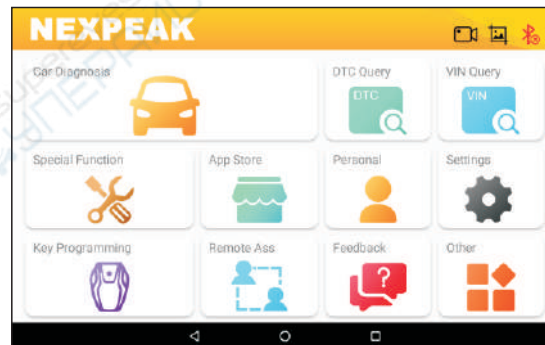 NEXPEAK
Car Diagnosis
DTC Query
VIN Query
DTC
VIN
Special Function
App Store
Personal
Settings
Key Programming
Remote Ass
Feedback
Other
?